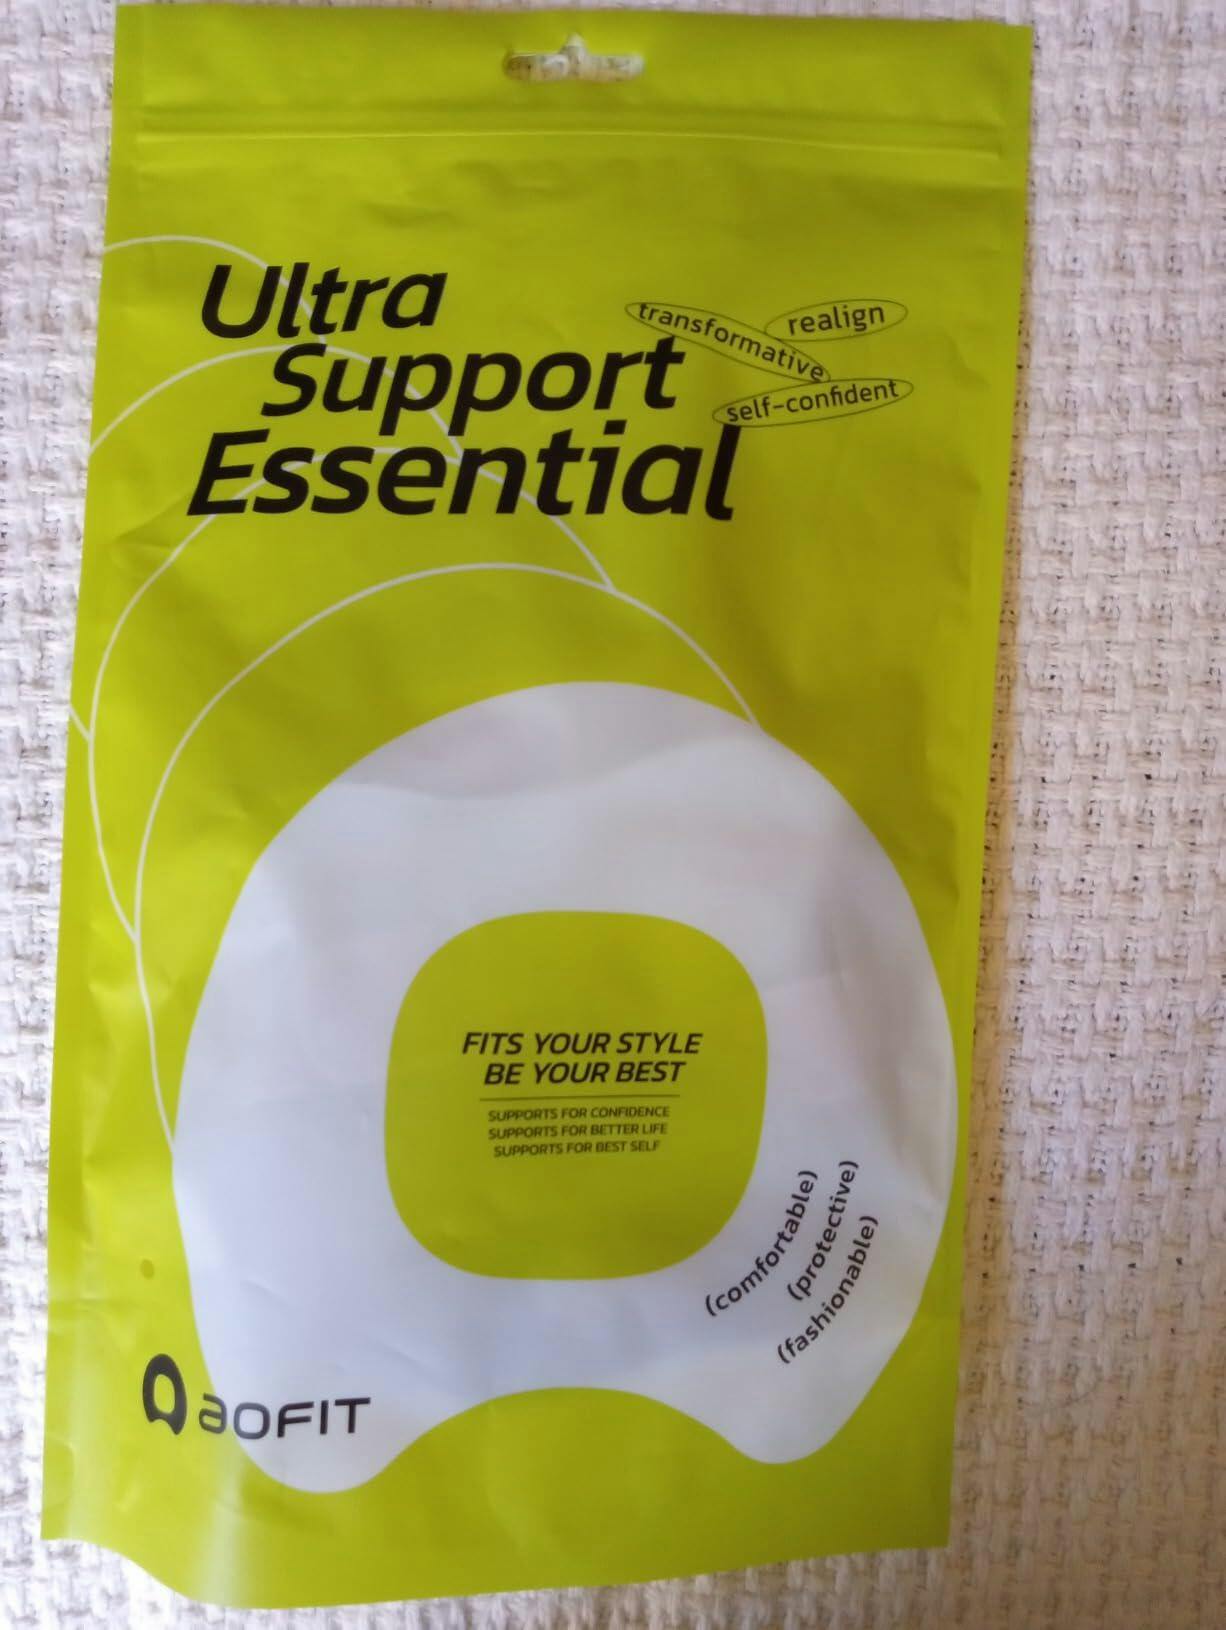 Ultra
Support
Essential
transformative
realign
self-confident
FITS YOUR STYLE
BE YOUR BEST
SUPPORTS FOR CONFIDENCE
SUPPORTS FOR BETTER LIFE
SUPPORTS FOR BEST SELF
(comfortable)
(protective)
(fashionable)
aOFIT